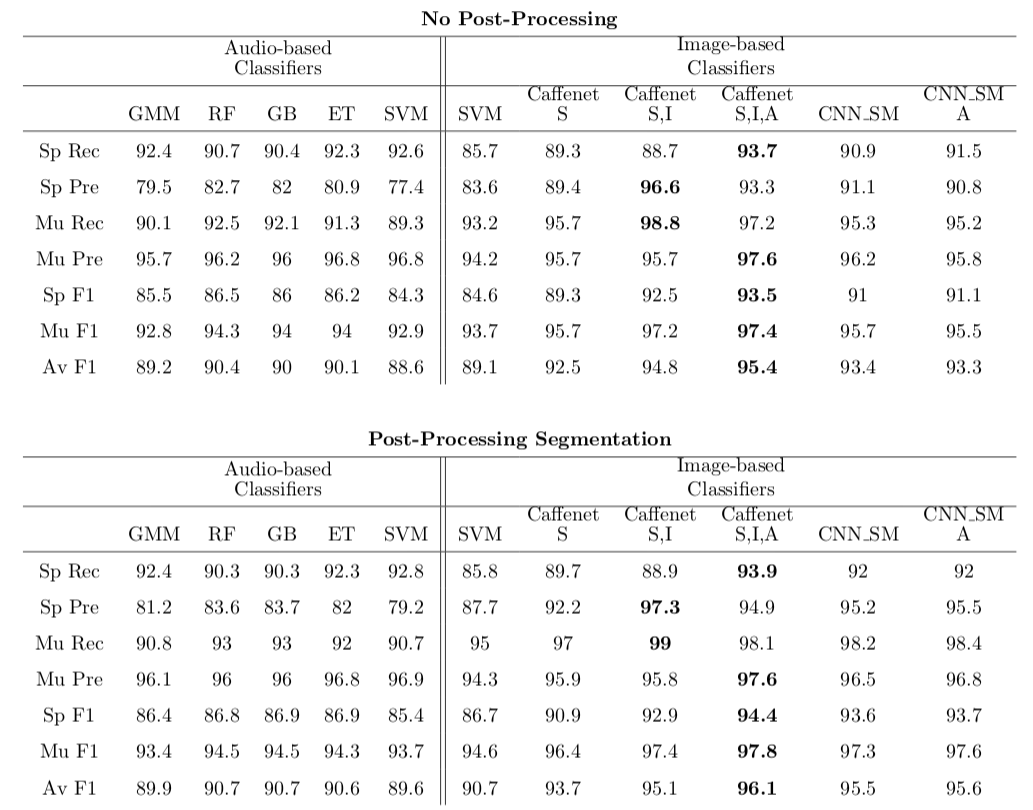 No Post-Processing
Audio-based Image-based
Classifiers Classifiers
Caffenet Caffenet Caffenet CNN_SM
GMM RF GB ET SVM SVM S S,I S,I,A CNN_SM A
Sp Rec 92.4 90.7 90.4 92.3 92.6 85.7 89.3 88.7 93.7 90.9 91.5
Sp Pre 79.5 82.7 82 80.9 77.4 83.6 89.4 96.6 93.3 91.1 90.8
Mu Rec 90.1 92.5 92.1 91.3 89.3 93.2 95.7 98.8 97.2 95.3 95.2
Mu Pre 95.7 96.2 96 96.8 96.8 94.2 95.7 95.7 97.6 96.2 95.8
Sp F1 85.5 86.5 86 86.2 84.3 84.6 89.3 92.5 93.5 91 91.1
Mu F1 92.8 94.3 94 94 92.9 93.7 95.7 97.2 97.4 95.7 95.5
Av F1 89.2 90.4 90 90.1 88.6 89.1 92.5 94.8 95.4 93.4 93.3
Post-Processing Segmentation
Audio-based Image-based
Classifiers Classifiers
Caffenet Caffenet Caffenet CNN_SM
GMM RF GB ET SVM SVM S S,I S,I,A CNN_SM A
Sp Rec 92.4 90.3 90.3 92.3 92.8 85.8 89.7 88.9 93.9 92 92
Sp Pre 81.2 83.6 83.7 82 79.2 87.7 92.2 97.3 94.9 95.2 95.5
Mu Rec 90.8 93 93 92 90.7 95 97 99 98.1 98.2 98.4
Mu Pre 96.1 96 96 96.8 96.9 94.3 95.9 95.8 97.6 96.5 96.8
Sp F1 86.4 86.8 86.9 86.9 85.4 86.7 90.9 92.9 94.4 93.6 93.7
Mu F1 93.4 94.5 94.5 94.3 93.7 94.6 96.4 97.4 97.8 97.3 97.6
Av F1 89.9 90.7 90.7 90.6 89.6 90.7 93.7 95.1 96.1 95.5 95.6